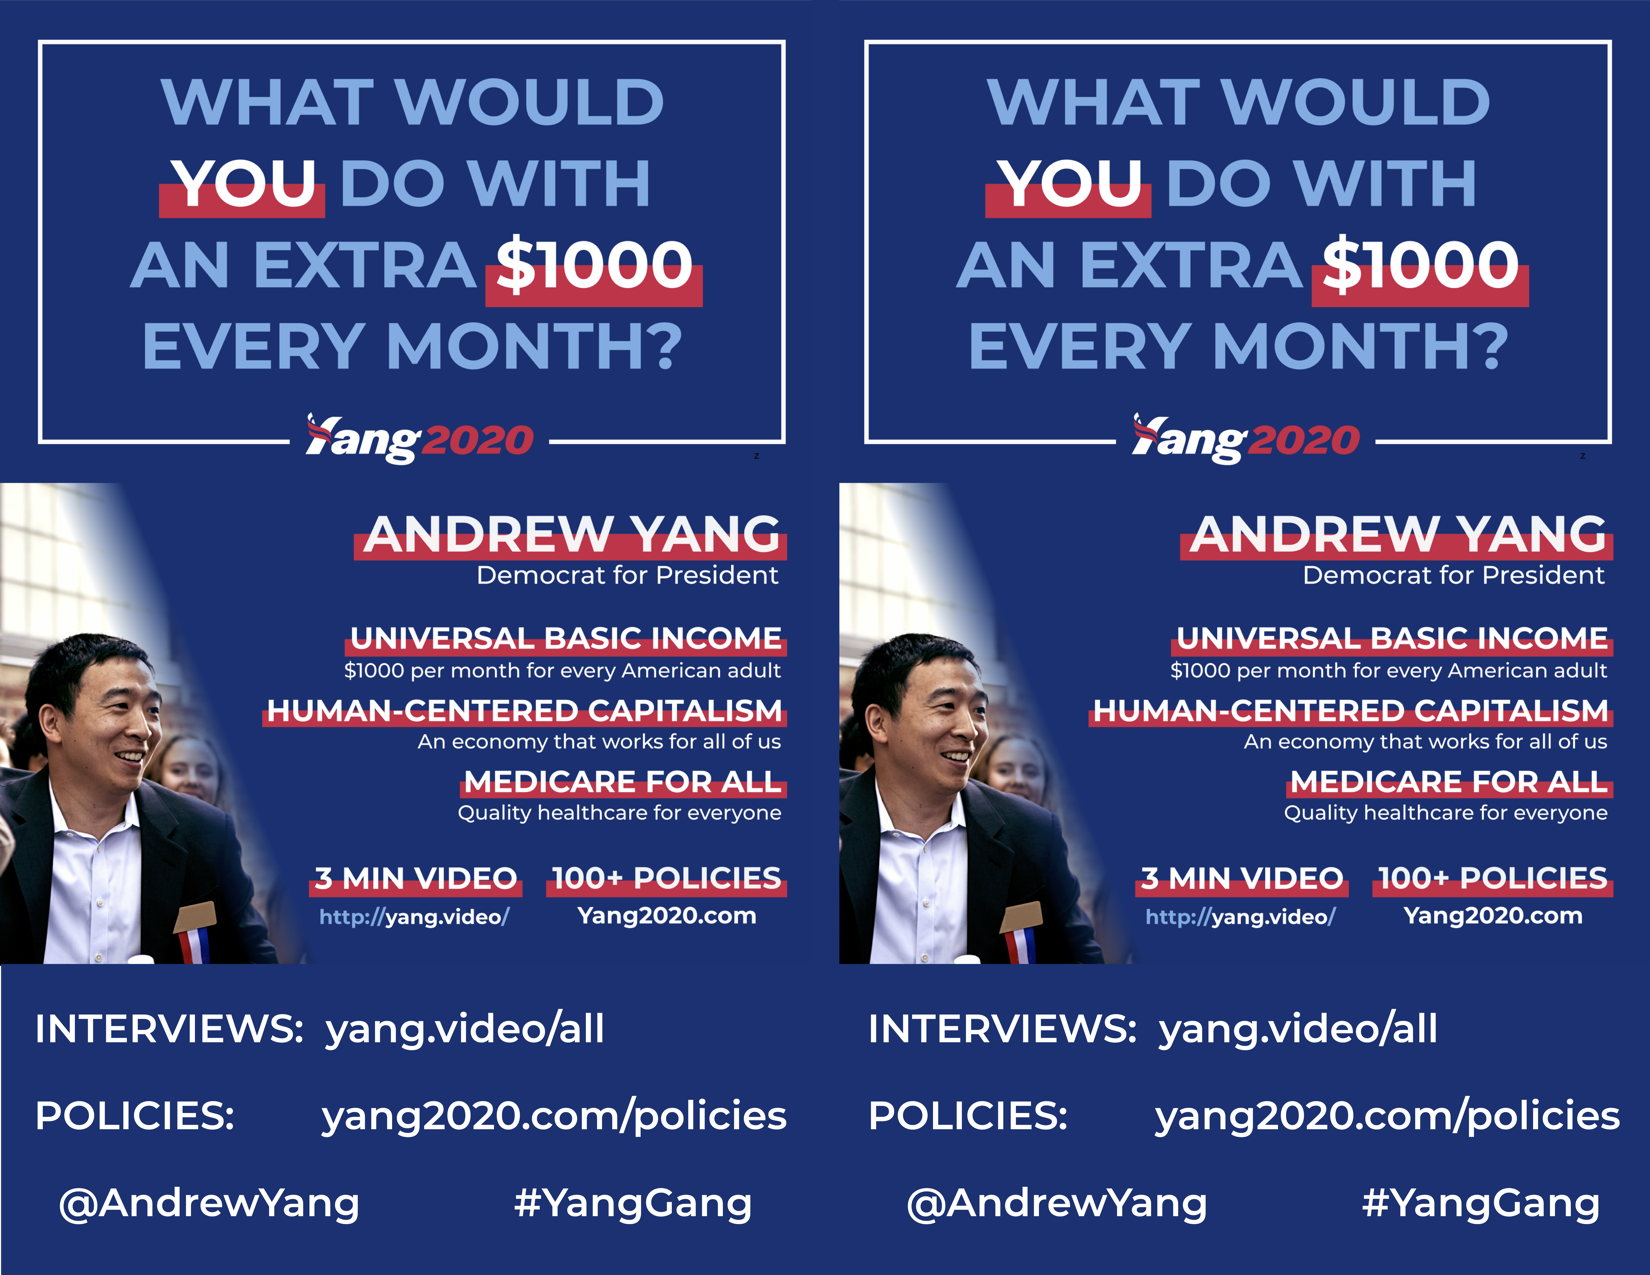 WHAT WOULD
YOU DO WITH
AN EXTRA $1000
EVERY MONTH?
Yang2020
z
ANDREW YANG
Democrat for President
UNIVERSAL BASIC INCOME
$1000 per month for every American adult
HUMAN-CENTERED CAPITALISM
An economy that works for all of us
MEDICARE FOR ALL
Quality healthcare for everyone
3 MIN VIDEO 100+ POLICIES
http://yang.video/ Yang2020.com
INTERVIEWS: yang.video/all
POLICIES: yang2020.com/policies
@AndrewYang #YangGang
WHAT WOULD
YOU DO WITH
AN EXTRA $1000
EVERY MONTH?
Yang2020
z
ANDREW YANG
Democrat for President
UNIVERSAL BASIC INCOME
$1000 per month for every American adult
HUMAN-CENTERED CAPITALISM
An economy that works for all of us
MEDICARE FOR ALL
Quality healthcare for everyone
3 MIN VIDEO 100+ POLICIES
http://yang.video/ Yang2020.com
INTERVIEWS: yang.video/all
POLICIES: yang2020.com/policies
@AndrewYang #YangGang